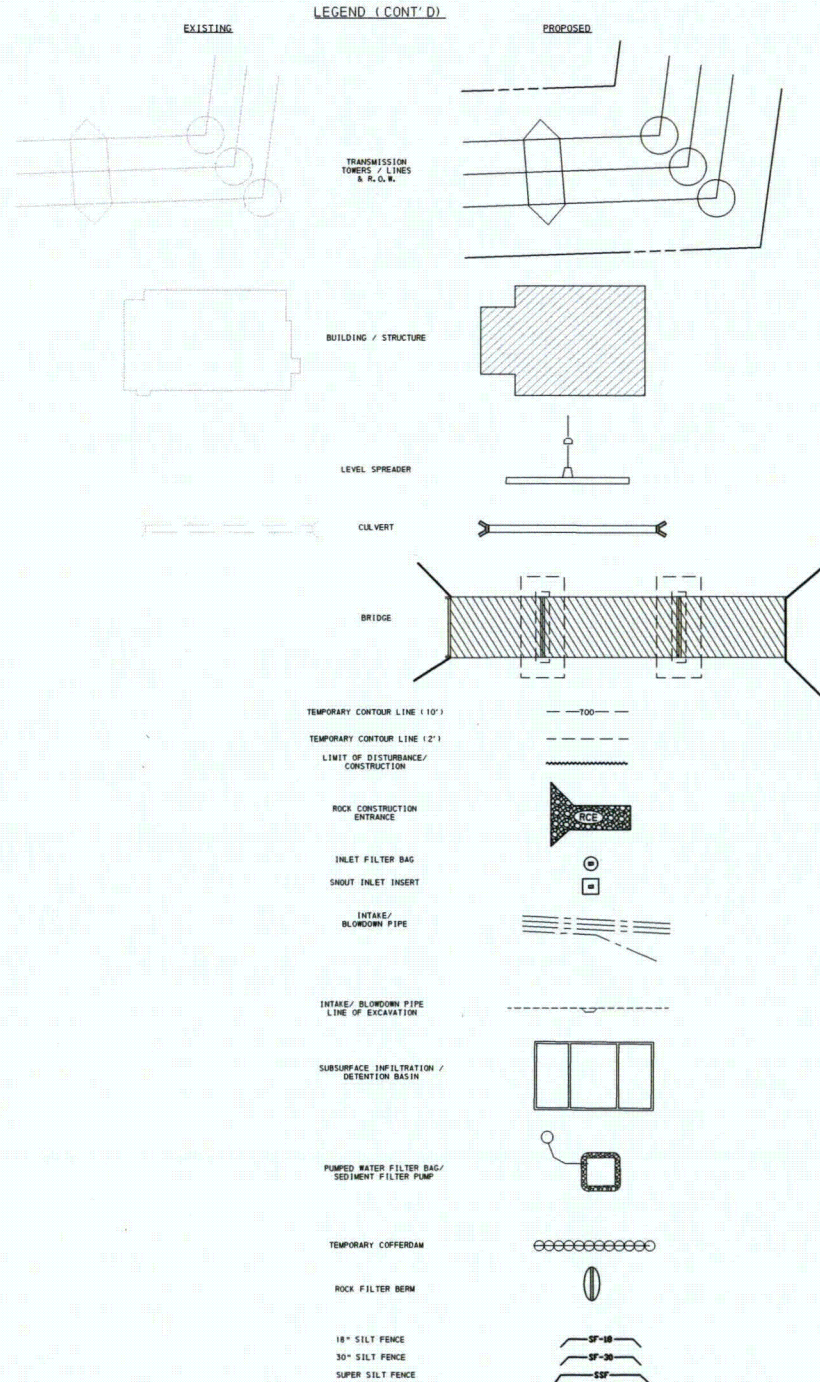 LEGEND (CONT'D)
EXISTING
PROPOSED
TRANSMISSION
TOWERS / LINES
& R.O.W.
BUILDING / STRUCTURE
LEVEL SPREADER
CULVERT
BRIDGE
TEMPORARY CONTOUR LINE (10')
700
TEMPORARY CONTOUR LINE (2')
LIMIT OF DISTURBANCE/
CONSTRUCTION
ROCK CONSTRUCTION
ENTRANCE
RCE
INLET FILTER BAG
SNOUT INLET INSERT
INTAKE/
BLOWDOWN PIPE
INTAKE/ BLOWDOWN PIPE
LINE OF EXCAVATION
SUBSURFACE INFILTRATION /
DETENTION BASIN
PUMPED WATER FILTER BAG/
SEDIMENT FILTER PUMP
TEMPORARY COFFERDAM
ROCK FILTER BERM
18" SILT FENCE
SF-18
30" SILT FENCE
SF-30
SUPER SILT FENCE
SSF